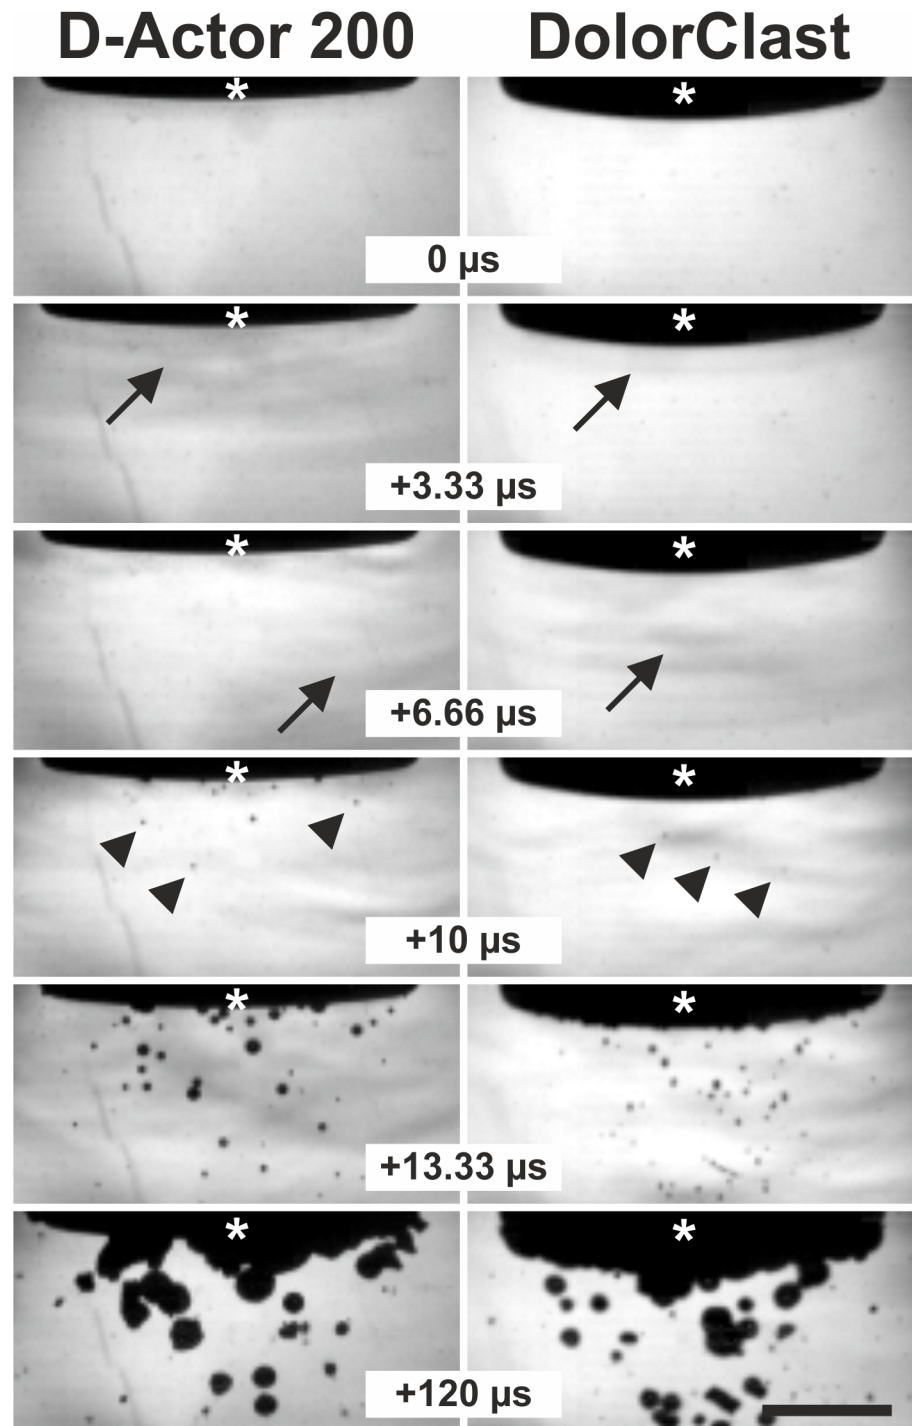 D-Actor 200 DolorClast
* *
0 µs
* *
+3.33 µs
* *
+6.66 µs
* *
+10 µs
* *
+13.33 µs
* *
+120 µs